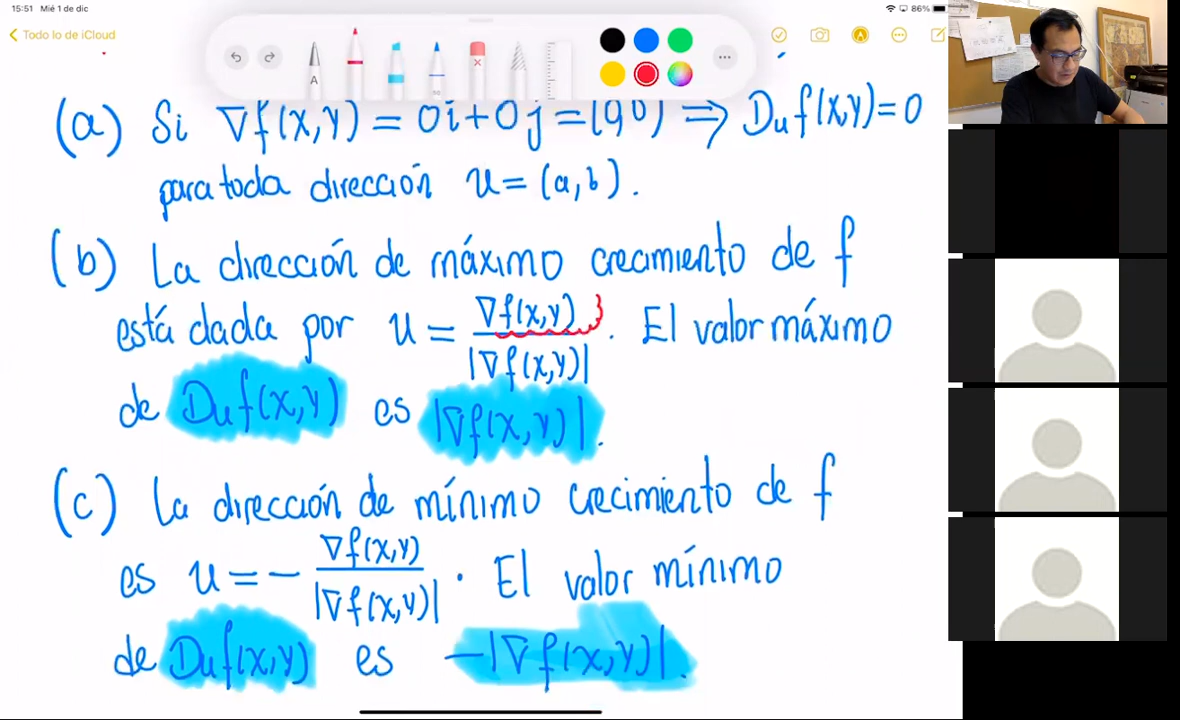 15:51 Mié 1 de dic
86%
Todo lo de iCloud
A
50
(a) Si ∇f(x,y) = 0i+0j = (0,0) ⇒ Duf(x,y)=0
para toda dirección u = (a,b).
(b) La dirección de máximo crecimiento de f
está dada por u = ∇f(x,y) / |∇f(x,y)| . El valor máximo
de Duf(x,y) es |∇f(x,y)|.
(c) La dirección de mínimo crecimiento de f
es u = - ∇f(x,y) / |∇f(x,y)| . El valor mínimo
de Duf(x,y) es -|∇f(x,y)|.